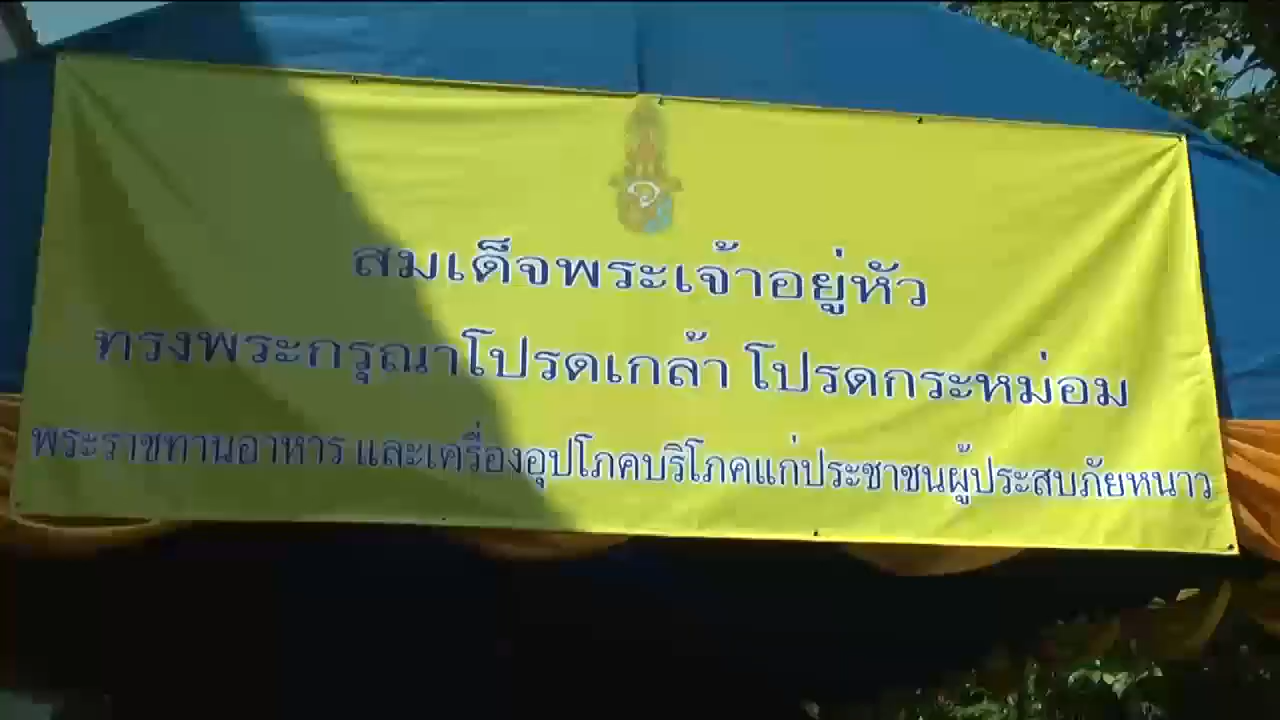 สมเด็จพระเจ้าอยู่หัว
ทรงพระกรุณาโปรดเกล้า โปรดกระหม่อม
พระราชทานอาหาร และเครื่องอุปโภคบริโภคแก่ประชาชนผู้ประสบภัยหนาว